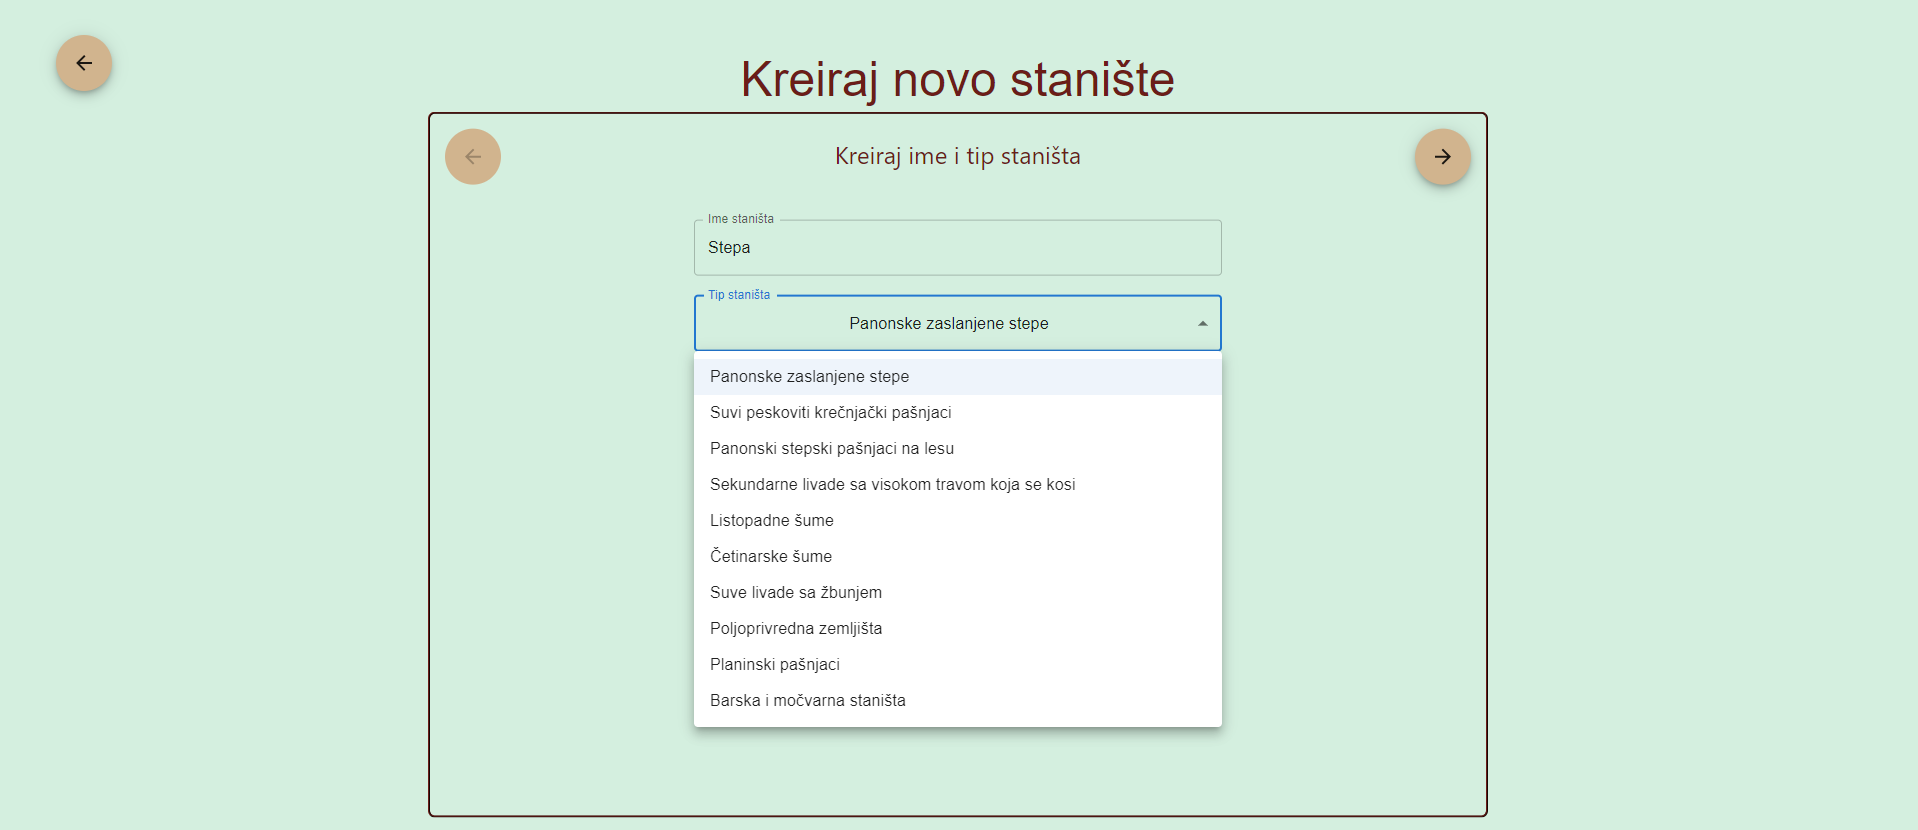 Kreiraj novo stanište
Kreiraj ime i tip staništa
Ime staništa
Stepa
Tip staništa
Panonske zaslanjene stepe
Panonske zaslanjene stepe
Suvi peskoviti krečnjački pašnjaci
Panonski stepski pašnjaci na lesu
Sekundarne livade sa visokom travom koja se kosi
Listopadne šume
Četinarske šume
Suve livade sa žbunjem
Poljoprivredna zemljišta
Planinski pašnjaci
Barska i močvarna staništa